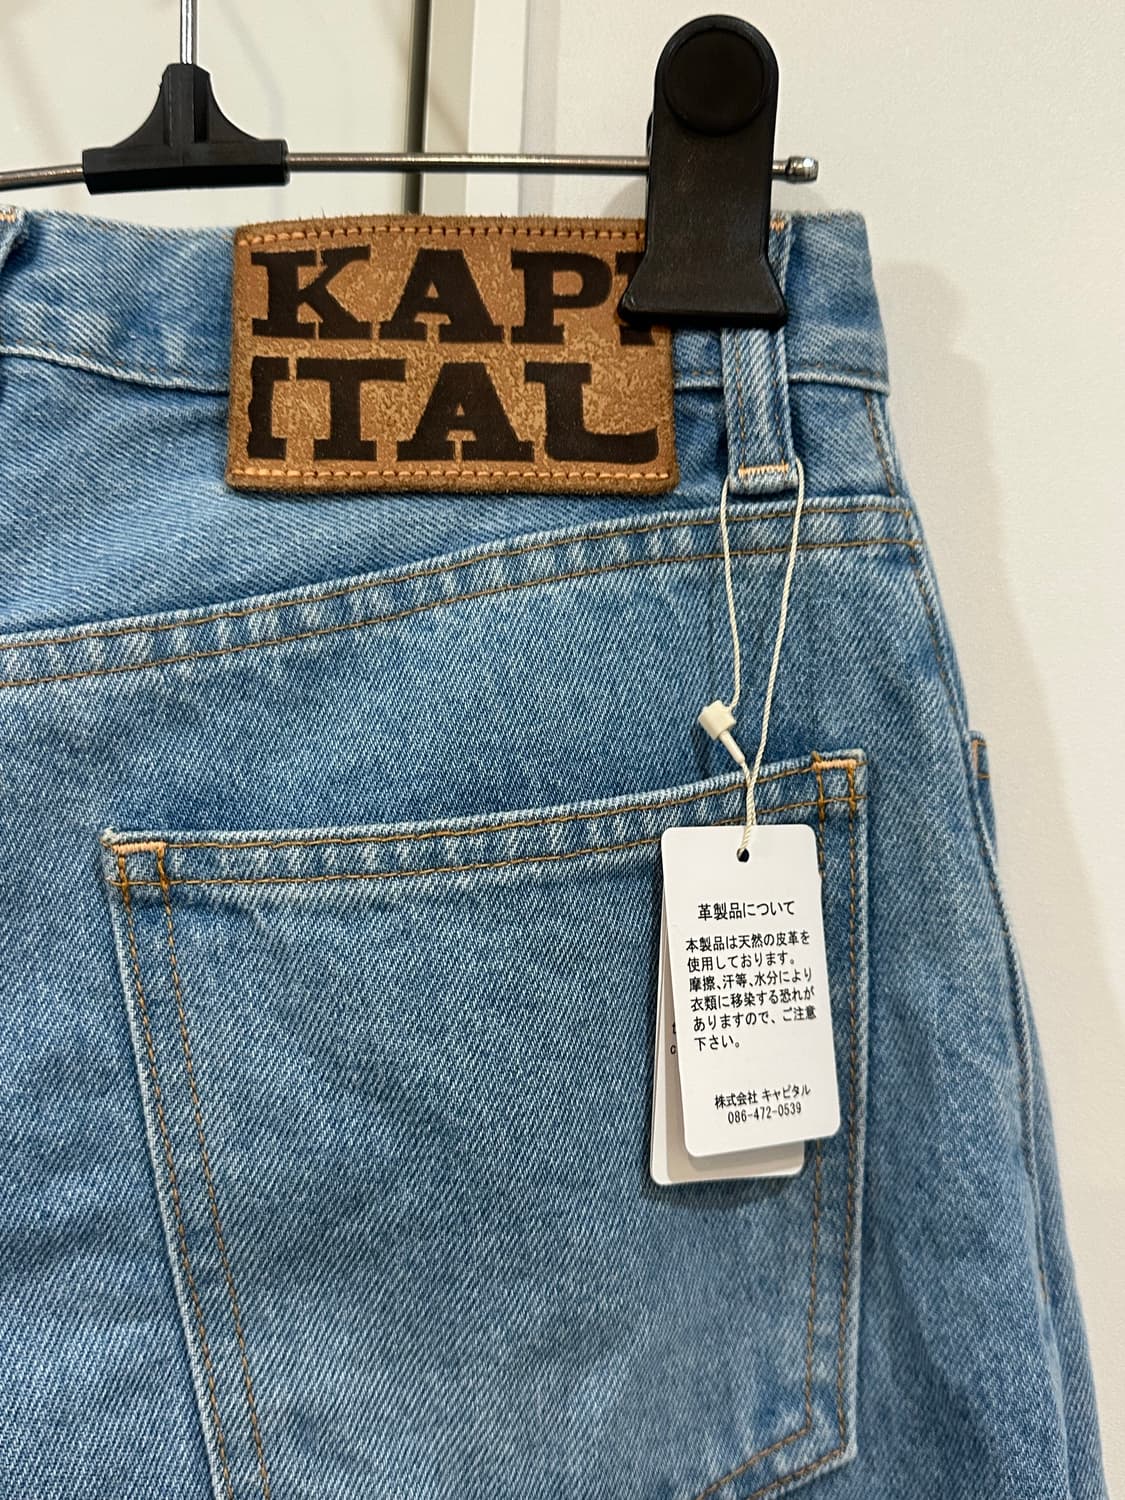 KAPI
ITAL
革製品について
本製品は天然の皮革を
使用しております。
摩擦、汗等、水分により
衣類に移染する恐れが
ありますので、ご注意
下さい。
株式会社 キャピタル
086-472-0539